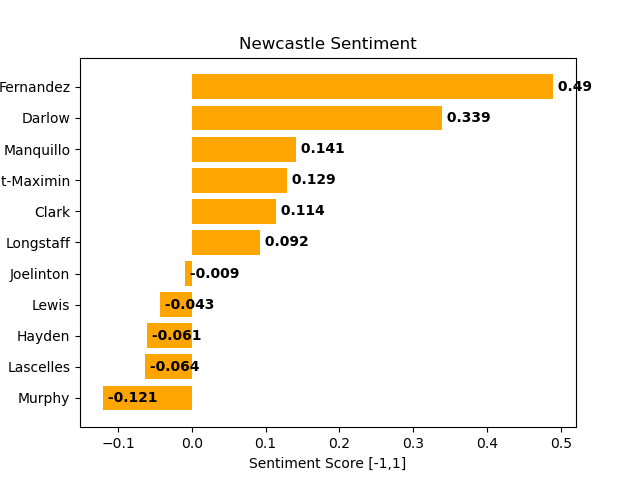 Newcastle Sentiment
Fernandez 0.49
Darlow 0.339
Manquillo 0.141
t-Maximin 0.129
Clark 0.114
Longstaff 0.092
Joelinton -0.009
Lewis -0.043
Hayden -0.061
Lascelles -0.064
Murphy -0.121
−0.1 0.0 0.1 0.2 0.3 0.4 0.5
Sentiment Score [-1,1]